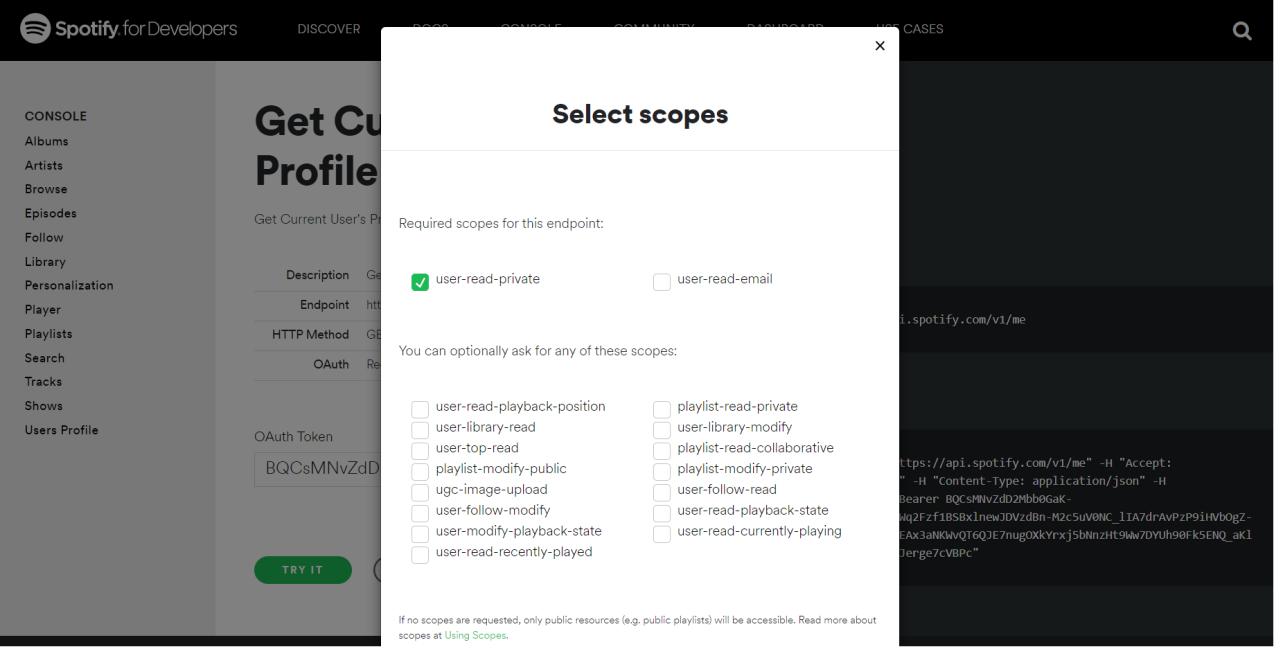 Spotify for Developers
DISCOVER DOCS CONSOLE COMMUNITY DASHBOARD USE CASES
CONSOLE
Albums
Artists
Browse
Episodes
Follow
Library
Personalization
Player
Playlists
Search
Tracks
Shows
Users Profile
Get Cu
Profile
Get Current User's Pr
Description Ge
Endpoint htt
HTTP Method GE
OAuth Re
OAuth Token
BQCsMNvZdD
TRY IT
×
Select scopes
Required scopes for this endpoint:
user-read-private user-read-email
You can optionally ask for any of these scopes:
user-read-playback-position playlist-read-private
user-library-read user-library-modify
user-top-read playlist-read-collaborative
playlist-modify-public playlist-modify-private
ugc-image-upload user-follow-read
user-follow-modify user-read-playback-state
user-modify-playback-state user-read-currently-playing
user-read-recently-played
If no scopes are requested, only public resources (e.g. public playlists) will be accessible. Read more about
scopes at Using Scopes.
i.spotify.com/v1/me
ttps://api.spotify.com/v1/me" -H "Accept:
" -H "Content-Type: application/json" -H
Bearer BQCsMNvZdD2Mbb0GaK-
Wq2Fzf1BSBxlnewJDVzdBn-M2c5uV0NC_lIA7drAvPzP9iHVbOgZ-
EAx3aNKWvQT6QJE7nugOXkYrxj5bNnzHt9Ww7DYUh90Fk5ENQ_aKl
Jerge7cVBPc"